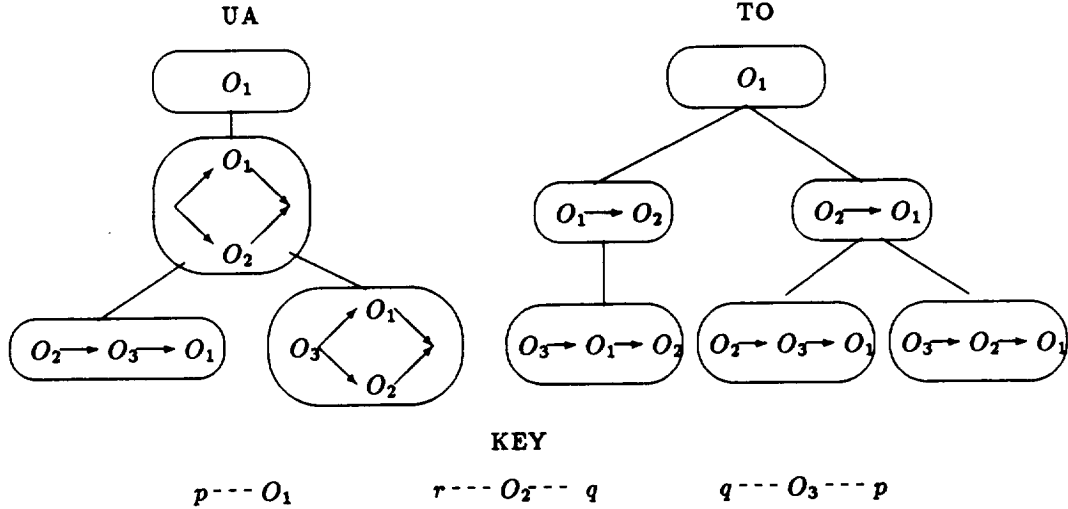 UA TO
O₁ O₁
O₁
O₁ → O₂ O₂ → O₁
O₂
O₁
O₂ → O₃ → O₁ O₃ O₃ → O₁ → O₂ O₂ → O₃ → O₁ O₃ → O₂ → O₁
O₂
KEY
p --- O₁ r ---- O₂ --- q q ---- O₃ ---- p